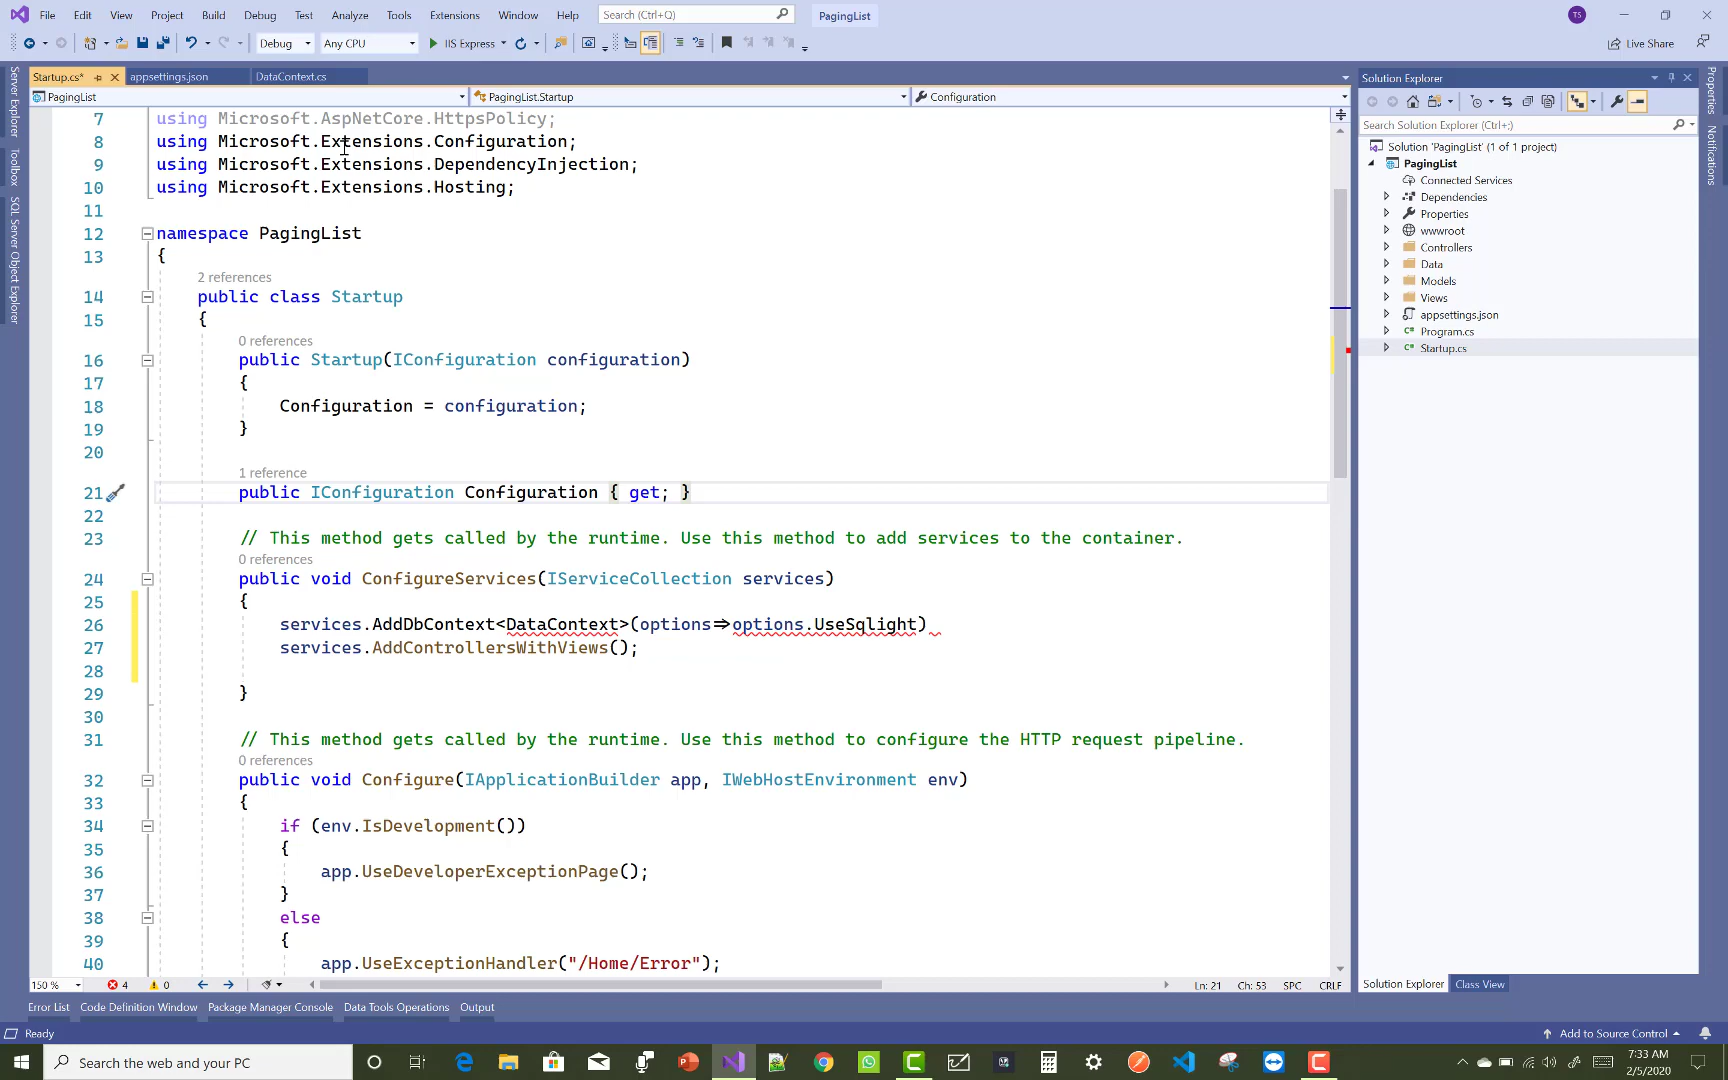 File Edit View Project Build Debug Test Analyze Tools Extensions Window Help Search (Ctrl+Q) PagingList TS
Debug Any CPU IIS Express Live Share
Startup.cs* appsettings.json DataContext.cs
PagingList PagingList.Startup Configuration
7 using Microsoft.AspNetCore.HttpsPolicy;
8 using Microsoft.Extensions.Configuration;
9 using Microsoft.Extensions.DependencyInjection;
10 using Microsoft.Extensions.Hosting;
11
12 namespace PagingList
13 {
2 references
14 public class Startup
15 {
0 references
16 public Startup(IConfiguration configuration)
17 {
18 Configuration = configuration;
19 }
20
1 reference
21 public IConfiguration Configuration { get; }
22
23 // This method gets called by the runtime. Use this method to add services to the container.
0 references
24 public void ConfigureServices(IServiceCollection services)
25 {
26 services.AddDbContext<DataContext>(options=>options.UseSqlight)
27 services.AddControllersWithViews();
28
29 }
30
31 // This method gets called by the runtime. Use this method to configure the HTTP request pipeline.
0 references
32 public void Configure(IApplicationBuilder app, IWebHostEnvironment env)
33 {
34 if (env.IsDevelopment())
35 {
36 app.UseDeveloperExceptionPage();
37 }
38 else
39 {
40 app.UseExceptionHandler("/Home/Error");
150 % 4 0 Ln: 21 Ch: 53 SPC CRLF
Error List Code Definition Window Package Manager Console Data Tools Operations Output
Ready
Add to Source Control
Server Explorer
Toolbox
SQL Server Object Explorer
Solution Explorer
Search Solution Explorer (Ctrl+;)
Solution 'PagingList' (1 of 1 project)
PagingList
Connected Services
Dependencies
Properties
wwwroot
Controllers
Data
Models
Views
appsettings.json
Program.cs
Startup.cs
Solution Explorer Class View
Properties
Notifications
Search the web and your PC
7:33 AM
2/5/2020